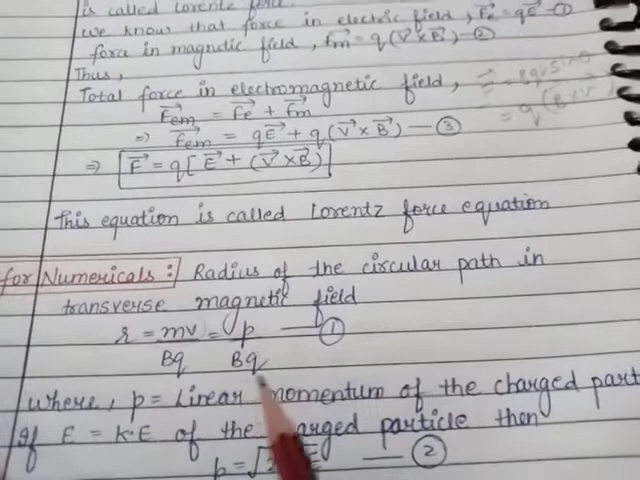 is called Lorentz force.
we know that force in electric field, F⃗e = qE⃗ — ①
force in magnetic field, f⃗m = q(V⃗×B⃗) — ②
Thus,
Total force in electromagnetic field,
F⃗em = F⃗e + f⃗m
⇒ F⃗em = qE⃗ + q(V⃗×B⃗) — ③
⇒ F⃗ = q[E⃗ + (V⃗×B⃗)]
This equation is called Lorentz force equation
for Numericals: Radius of the circular path in
transverse magnetic field
r = mv/Bq = p/Bq — ①
where, p = Linear momentum of the charged part
If E = K.E of the charged particle then
p = √ — ②